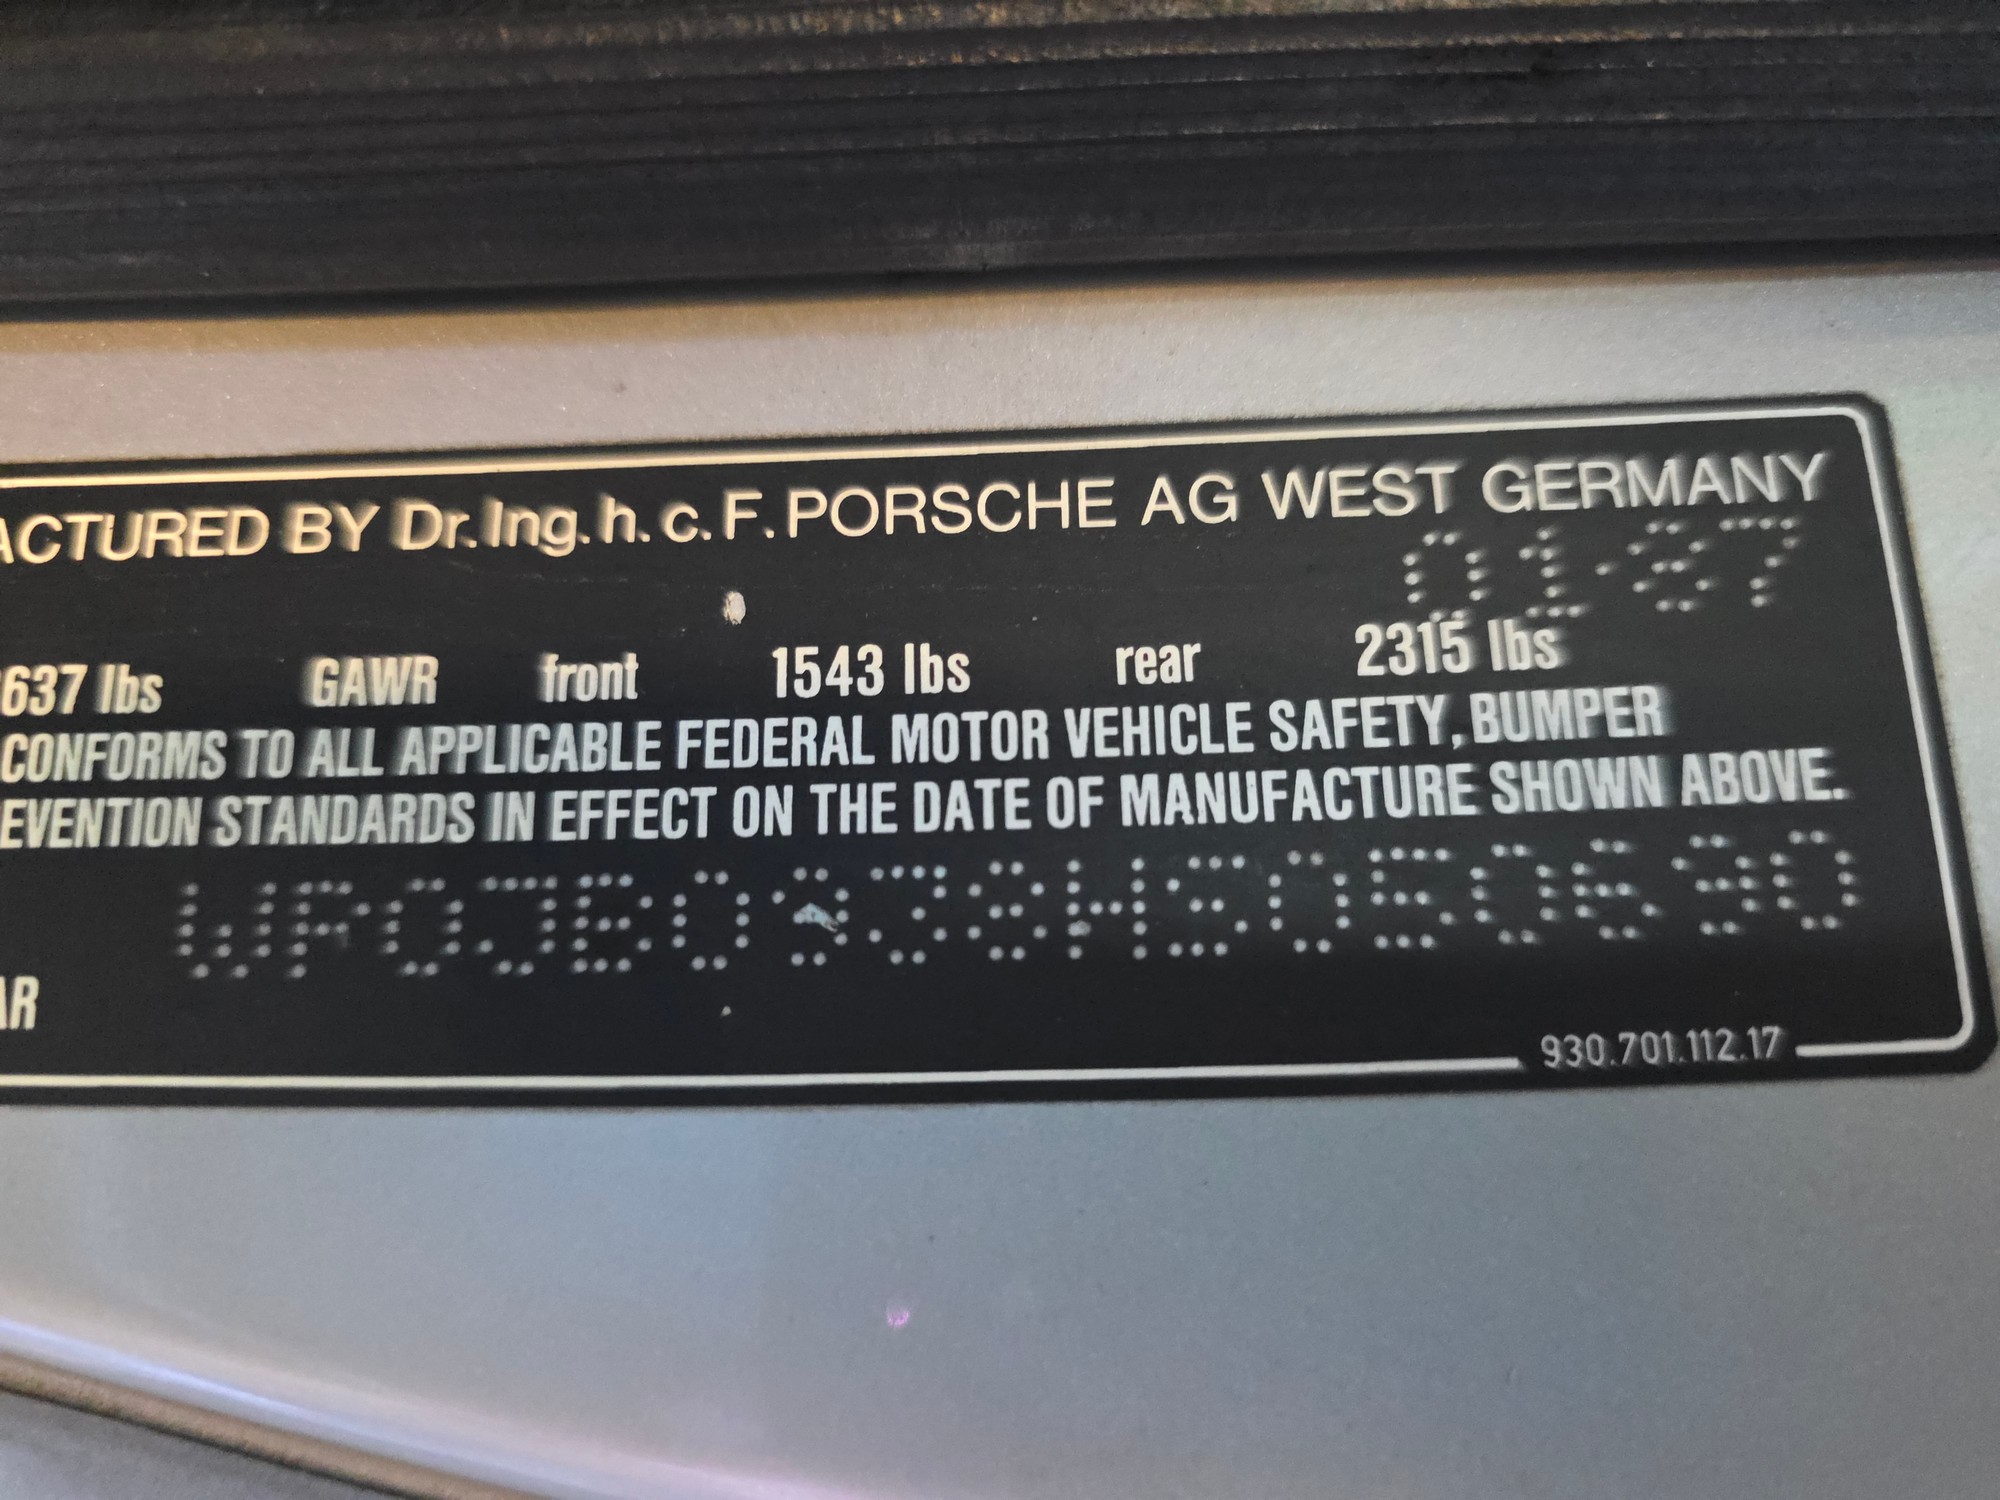 ACTURED BY Dr.Ing.h.c.F.PORSCHE AG WEST GERMANY
01·87
637 lbs GAWR front 1543 lbs rear 2315 lbs
CONFORMS TO ALL APPLICABLE FEDERAL MOTOR VEHICLE SAFETY, BUMPER
EVENTION STANDARDS IN EFFECT ON THE DATE OF MANUFACTURE SHOWN ABOVE.
WP0JB0938HS050690
AR
930.701.112.17